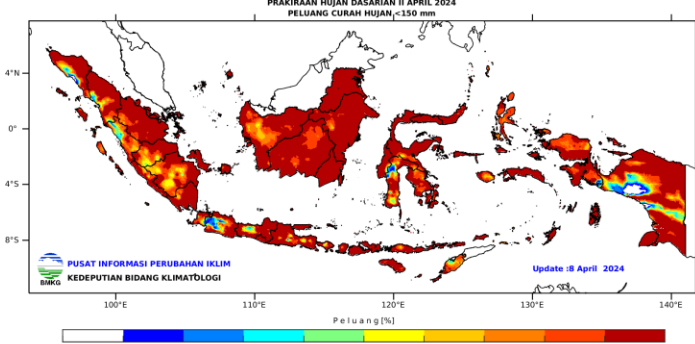 PRAKIRAAN HUJAN DASARIAN II APRIL 2024
PELUANG CURAH HUJAN <150 mm
4°N
0°
4°S
8°S
PUSAT INFORMASI PERUBAHAN IKLIM
KEDEPUTIAN BIDANG KLIMATOLOGI
BMKG
Update :8 April 2024
100°E
110°E
120°E
130°E
140°E
Peluang[%]